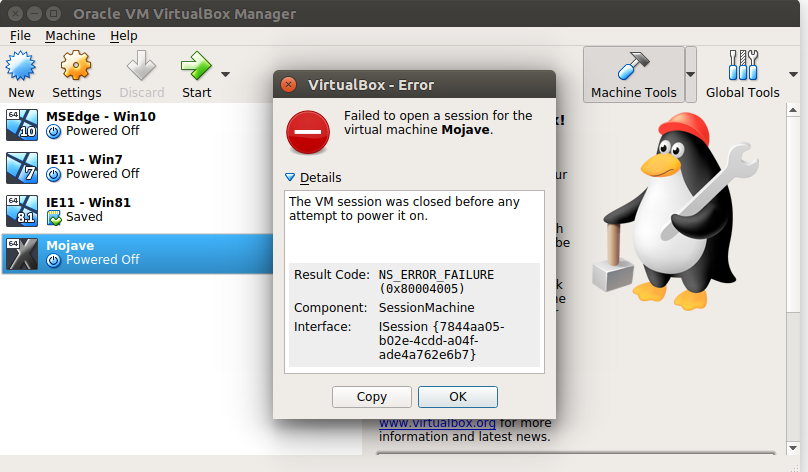 Oracle VM VirtualBox Manager
File Machine Help
New
Settings
Discard
Start
Machine Tools
Global Tools
64
10
MSEdge - Win10
Powered Off
64
7
IE11 - Win7
Powered Off
64
8.1
IE11 - Win81
Saved
64
X
Mojave
Powered Off
VirtualBox - Error
Failed to open a session for the
virtual machine Mojave.
Details
The VM session was closed before any
attempt to power it on.
Result Code: NS_ERROR_FAILURE
(0x80004005)
Component: SessionMachine
Interface: ISession {7844aa05-
b02e-4cdd-a04f-
ade4a762e6b7}
Copy
OK
www.virtualbox.org for more
information and latest news.